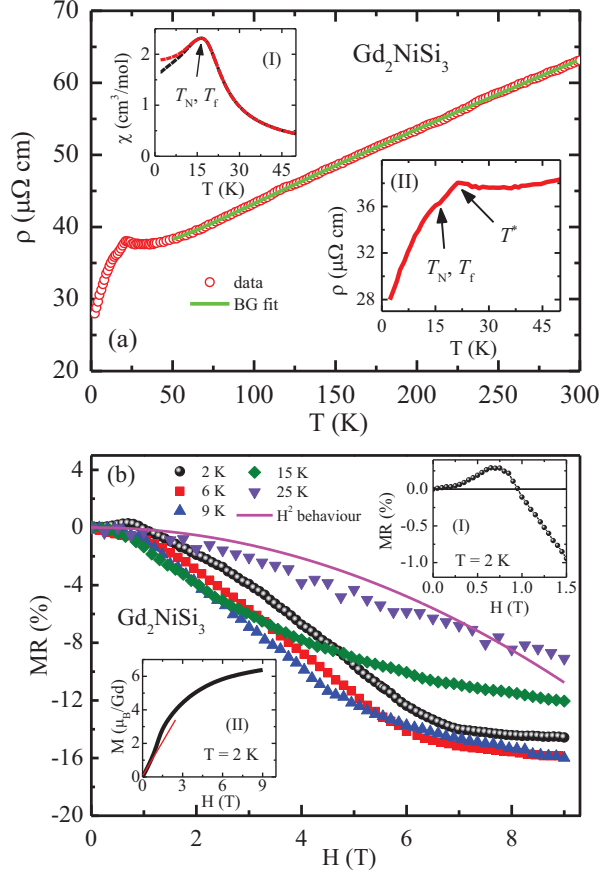 (a)
Gd₂NiSi₃
70
60
50
40
30
20
ρ (μΩ cm)
0
50
100
150
200
250
300
T (K)
data
BG fit
(I)
T_N, T_f
2
1
0
χ (cm³/mol)
0
10
20
30
40
50
T (K)
(II)
T*
T_N, T_f
36
32
28
ρ (μΩ cm)
0
15
30
45
T (K)
(b)
2 K
6 K
9 K
15 K
25 K
H² behaviour
Gd₂NiSi₃
4
0
-4
-8
-12
-16
-20
MR (%)
0
2
4
6
8
H (T)
(I)
T = 2 K
0.0
-0.5
-1.0
MR (%)
0.0
0.5
1.0
1.5
H (T)
(II)
T = 2 K
6
4
2
0
M (μ_B/Gd)
0
3
6
9
H (T)